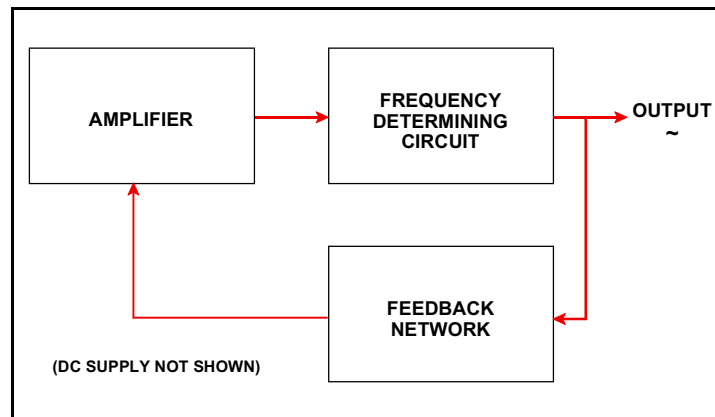 AMPLIFIER
FREQUENCY
DETERMINING
CIRCUIT
OUTPUT
~
FEEDBACK
NETWORK
(DC SUPPLY NOT SHOWN)